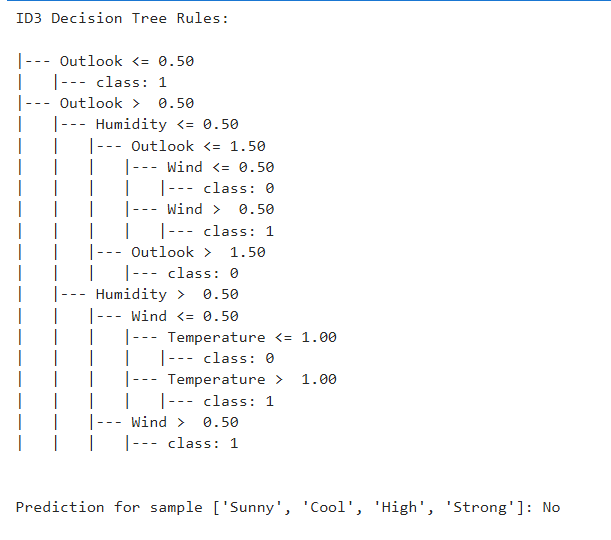 ID3 Decision Tree Rules:
|--- Outlook <= 0.50
|   |--- class: 1
|--- Outlook >  0.50
|   |--- Humidity <= 0.50
|   |   |--- Outlook <= 1.50
|   |   |   |--- Wind <= 0.50
|   |   |   |   |--- class: 0
|   |   |   |--- Wind >  0.50
|   |   |   |   |--- class: 1
|   |   |--- Outlook >  1.50
|   |   |   |--- class: 0
|   |--- Humidity >  0.50
|   |   |--- Wind <= 0.50
|   |   |   |--- Temperature <= 1.00
|   |   |   |   |--- class: 0
|   |   |   |--- Temperature >  1.00
|   |   |   |   |--- class: 1
|   |   |--- Wind >  0.50
|   |   |   |--- class: 1
Prediction for sample ['Sunny', 'Cool', 'High', 'Strong']: No